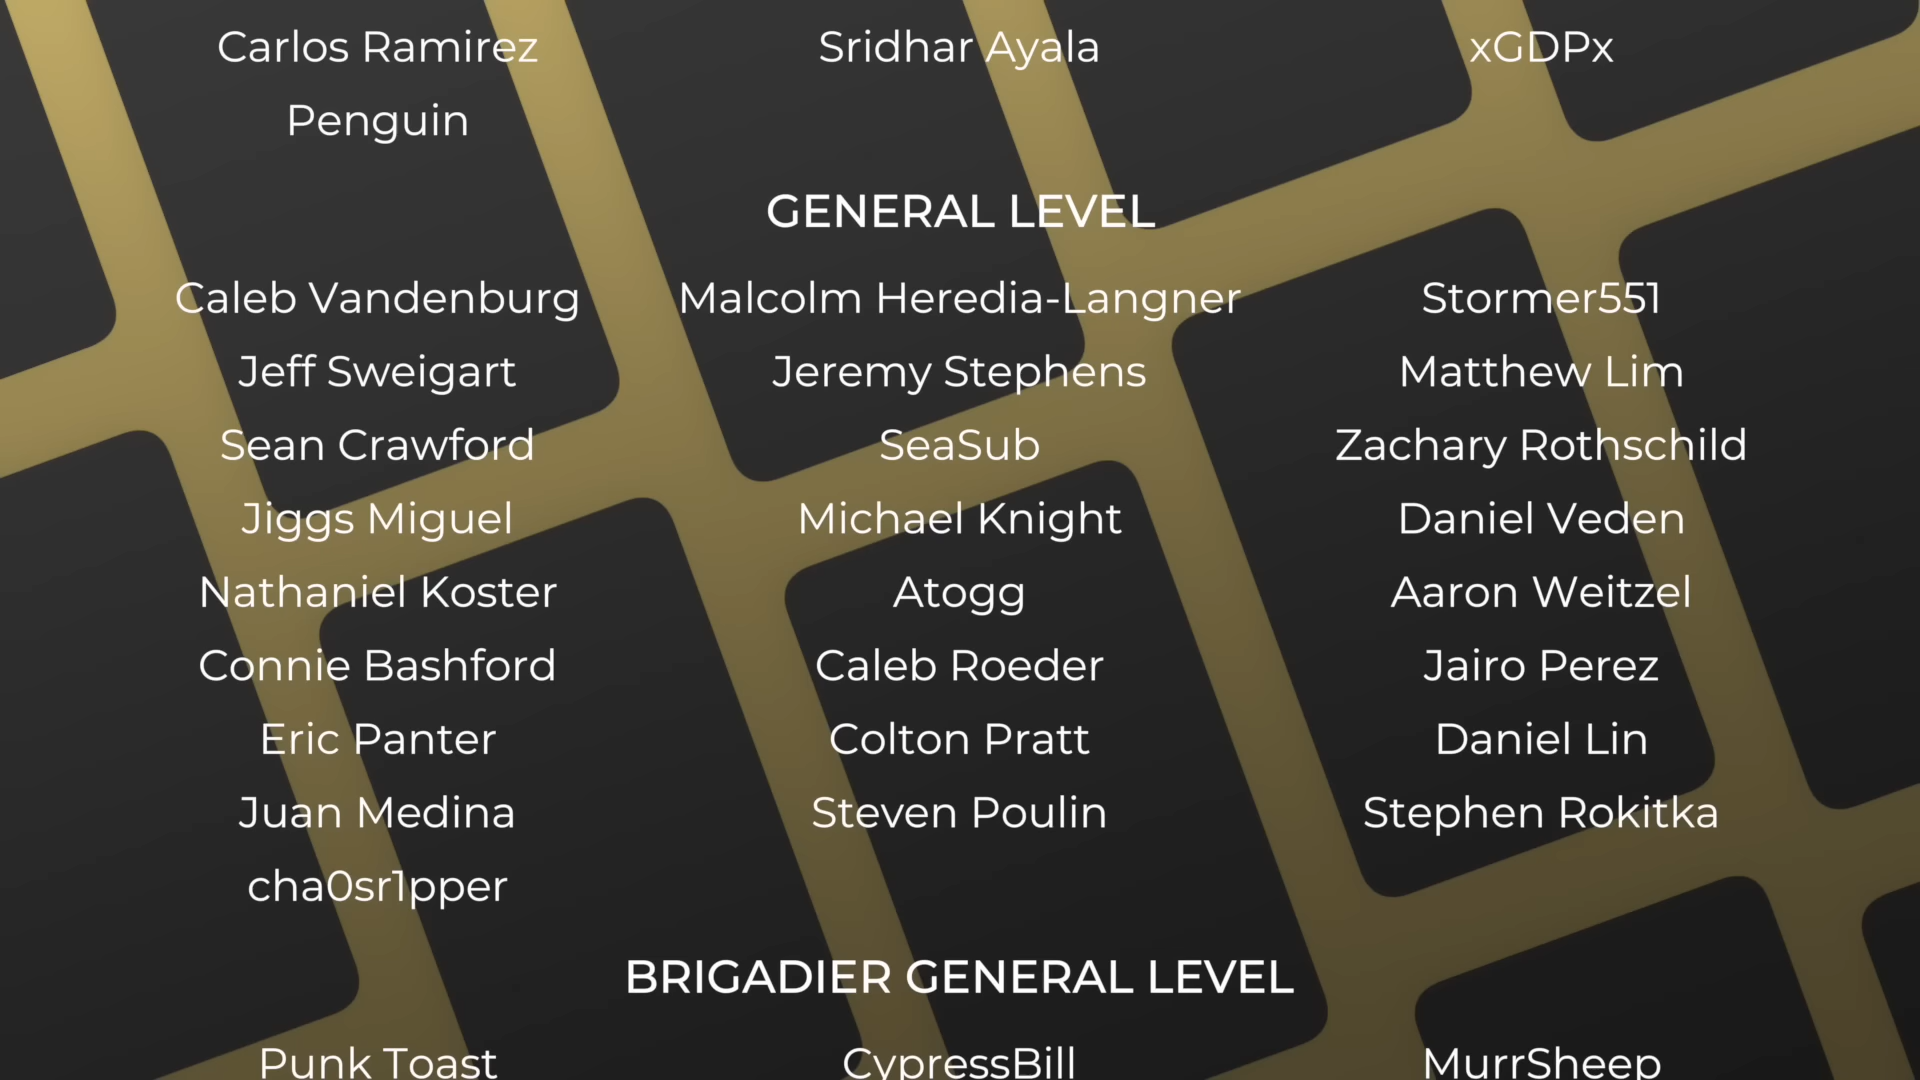 Carlos Ramirez Sridhar Ayala xGDPx
Penguin
GENERAL LEVEL
Caleb Vandenburg Malcolm Heredia-Langner Stormer551
Jeff Sweigart Jeremy Stephens Matthew Lim
Sean Crawford SeaSub Zachary Rothschild
Jiggs Miguel Michael Knight Daniel Veden
Nathaniel Koster Atogg Aaron Weitzel
Connie Bashford Caleb Roeder Jairo Perez
Eric Panter Colton Pratt Daniel Lin
Juan Medina Steven Poulin Stephen Rokitka
cha0sr1pper
BRIGADIER GENERAL LEVEL
Punk Toast CypressBill MurrSheep